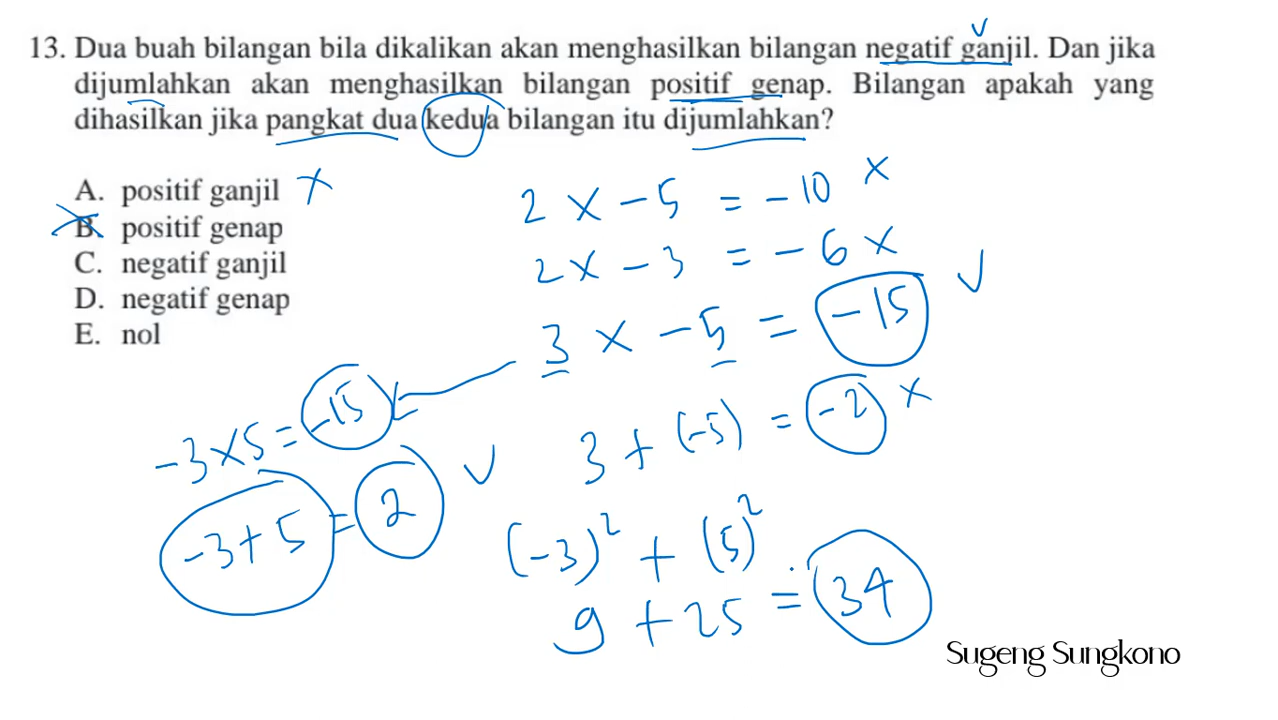 13. Dua buah bilangan bila dikalikan akan menghasilkan bilangan negatif ganjil. Dan jika
dijumlahkan akan menghasilkan bilangan positif genap. Bilangan apakah yang
dihasilkan jika pangkat dua kedua bilangan itu dijumlahkan?
A. positif ganjil ×
B. positif genap
C. negatif ganjil
D. negatif genap
E. nol
2 × -5 = -10 ×
2 × -3 = -6 ×
3 × -5 = -15 ✓
3 + (-5) = -2 ×
-3 × 5 = -15
-3 + 5 = 2 ✓
(-3)² + (5)²
9 + 25 = 34
Sugeng Sungkono